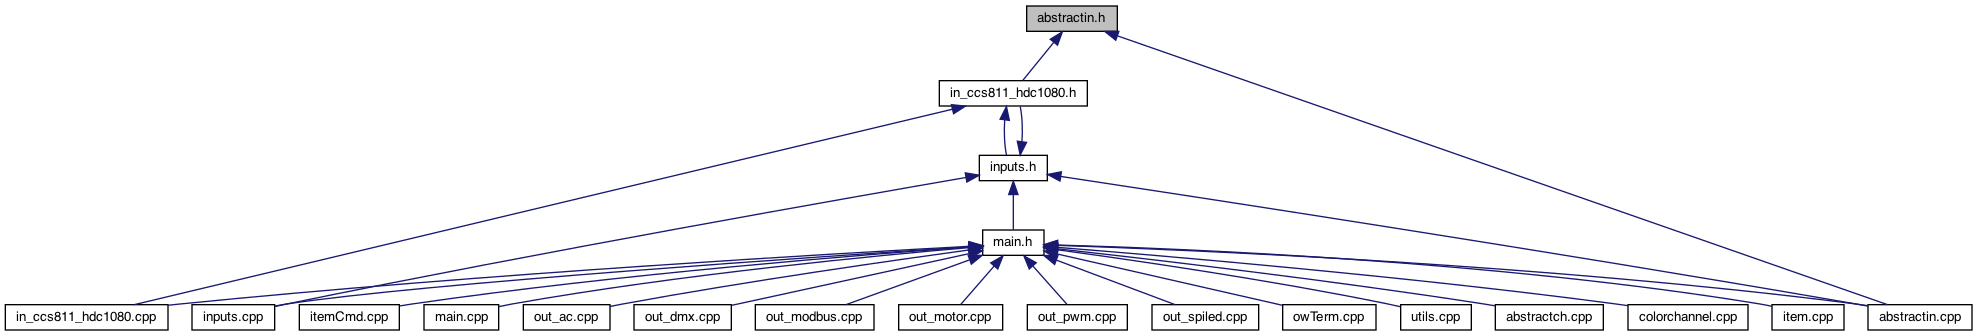 abstractin.h
in_ccs811_hdc1080.h
inputs.h
main.h
in_ccs811_hdc1080.cpp
inputs.cpp
itemCmd.cpp
main.cpp
out_ac.cpp
out_dmx.cpp
out_modbus.cpp
out_motor.cpp
out_pwm.cpp
out_spiled.cpp
owTerm.cpp
utils.cpp
abstractch.cpp
colorchannel.cpp
item.cpp
abstractin.cpp